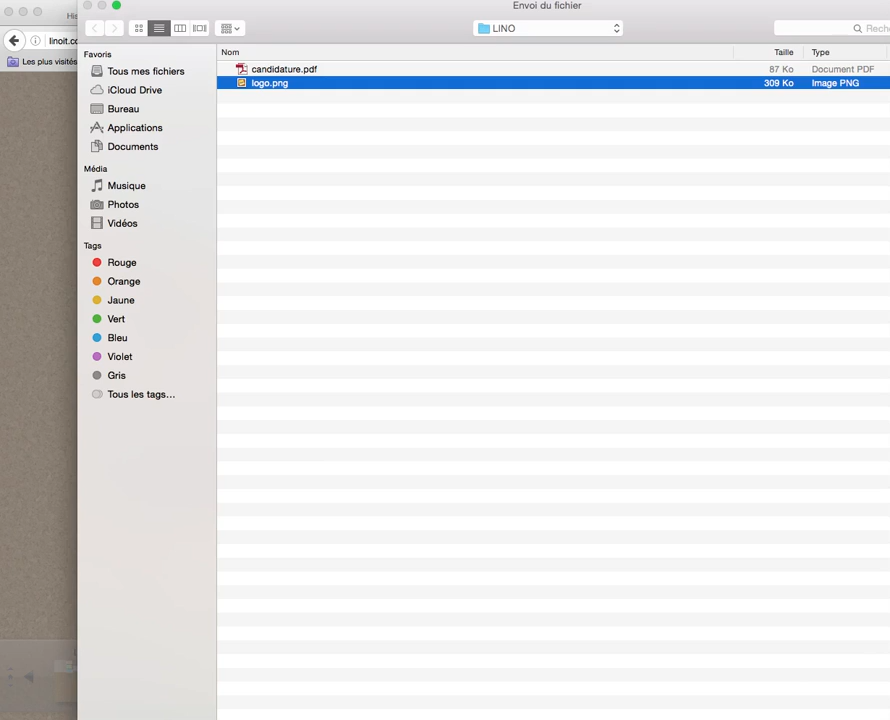 Envoi du fichier
His
LINO
Rech
linoit.co
Les plus visités
Favoris
Tous mes fichiers
iCloud Drive
Bureau
Applications
Documents
Média
Musique
Photos
Vidéos
Tags
Rouge
Orange
Jaune
Vert
Bleu
Violet
Gris
Tous les tags...
Nom Taille Type
candidature.pdf 87 Ko Document PDF
logo.png 309 Ko Image PNG